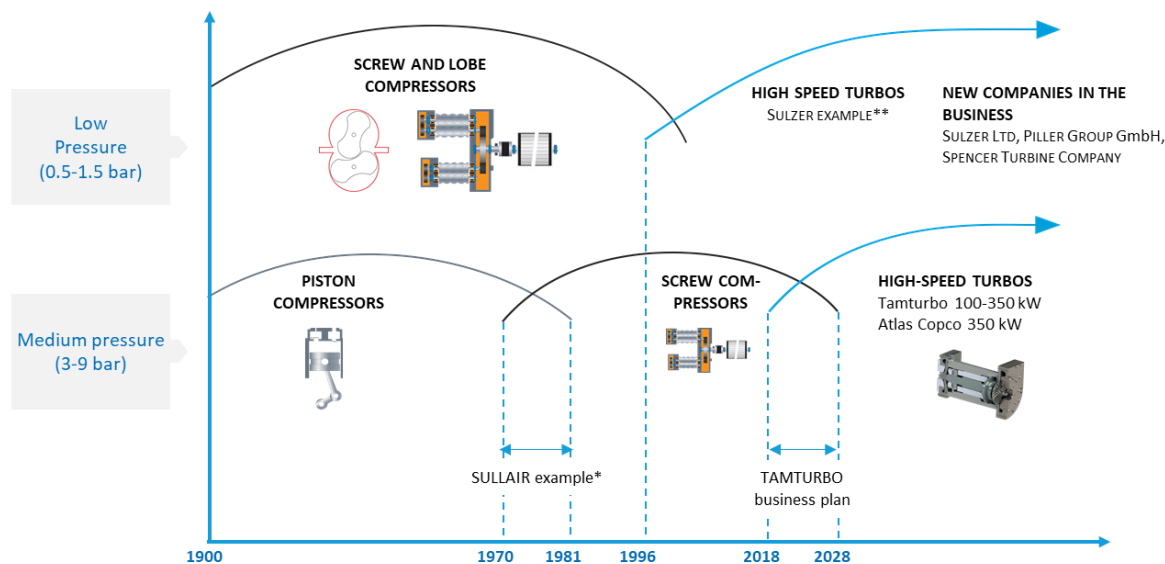 SCREW AND LOBE
COMPRESSORS
HIGH SPEED TURBOS
SULZER EXAMPLE**
NEW COMPANIES IN THE
BUSINESS
SULZER LTD, PILLER GROUP GmbH,
SPENCER TURBINE COMPANY
Low
Pressure
(0.5-1.5 bar)
PISTON
COMPRESSORS
SCREW COM-
PRESSORS
HIGH-SPEED TURBOS
Tamturbo 100-350 kW
Atlas Copco 350 kW
Medium pressure
(3-9 bar)
SULLAIR example*
TAMTURBO
business plan
1900 1970 1981 1996 2018 2028